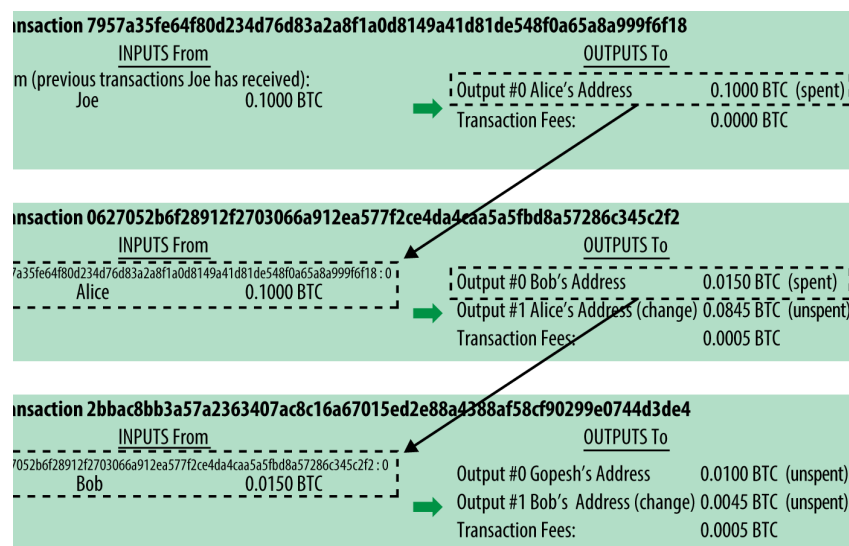 ansaction 7957a35fe64f80d234d76d83a2a8f1a0d8149a41d81de548f0a65a8a999f6f18
INPUTS From OUTPUTS To
m (previous transactions Joe has received):
Joe 0.1000 BTC
Output #0 Alice's Address 0.1000 BTC (spent)
Transaction Fees: 0.0000 BTC
ansaction 0627052b6f28912f2703066a912ea577f2ce4da4caa5a5fbd8a57286c345c2f2
INPUTS From OUTPUTS To
7a35fe64f80d234d76d83a2a8f1a0d8149a41d81de548f0a65a8a999f6f18 : 0
Alice 0.1000 BTC
Output #0 Bob's Address 0.0150 BTC (spent)
Output #1 Alice's Address (change) 0.0845 BTC (unspent)
Transaction Fees: 0.0005 BTC
ansaction 2bbac8bb3a57a2363407ac8c16a67015ed2e88a4388af58cf90299e0744d3de4
INPUTS From OUTPUTS To
7052b6f28912f2703066a912ea577f2ce4da4caa5a5fbd8a57286c345c2f2 : 0
Bob 0.0150 BTC
Output #0 Gopesh's Address 0.0100 BTC (unspent)
Output #1 Bob's Address (change) 0.0045 BTC (unspent)
Transaction Fees: 0.0005 BTC